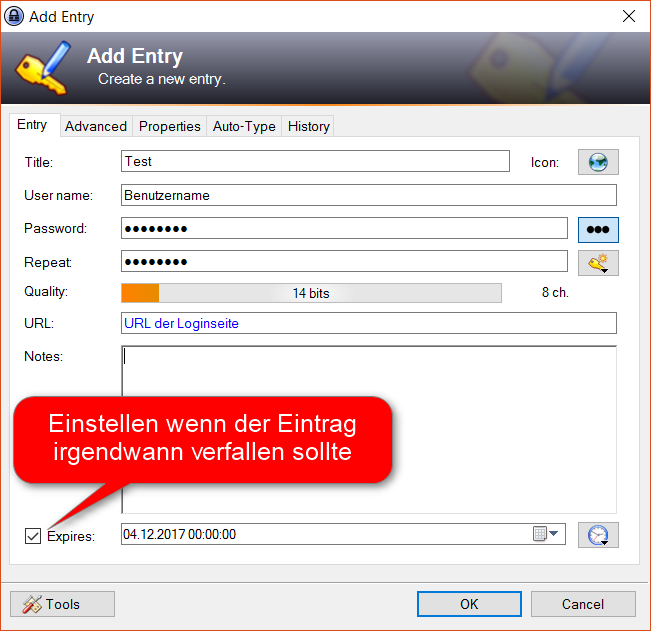 Add Entry
Add Entry
Create a new entry.
Entry Advanced Properties Auto-Type History
Title: Test Icon:
User name: Benutzername
Password: ●●●●●●●● ●●●
Repeat: ●●●●●●●●
Quality: 14 bits 8 ch.
URL: URL der Loginseite
Notes:
Einstellen wenn der Eintrag
irgendwann verfallen sollte
Expires: 04.12.2017 00:00:00
Tools OK Cancel